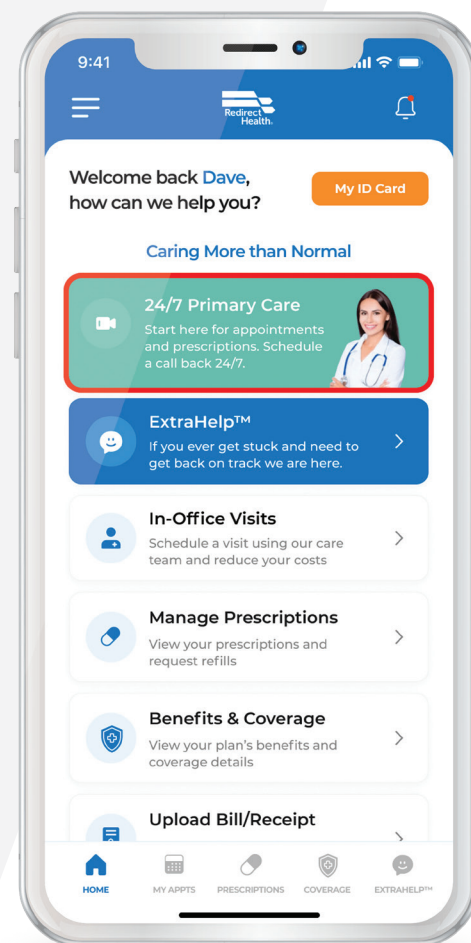 9:41
Redirect
Health.
Welcome back Dave,
how can we help you?
My ID Card
Caring More than Normal
24/7 Primary Care
Start here for appointments
and prescriptions. Schedule
a call back 24/7.
ExtraHelp™
If you ever get stuck and need to
get back on track we are here.
In-Office Visits
Schedule a visit using our care
team and reduce your costs
Manage Prescriptions
View your prescriptions and
request refills
Benefits & Coverage
View your plan's benefits and
coverage details
Upload Bill/Receipt
HOME
MY APPTS
PRESCRIPTIONS
COVERAGE
EXTRAHELP™